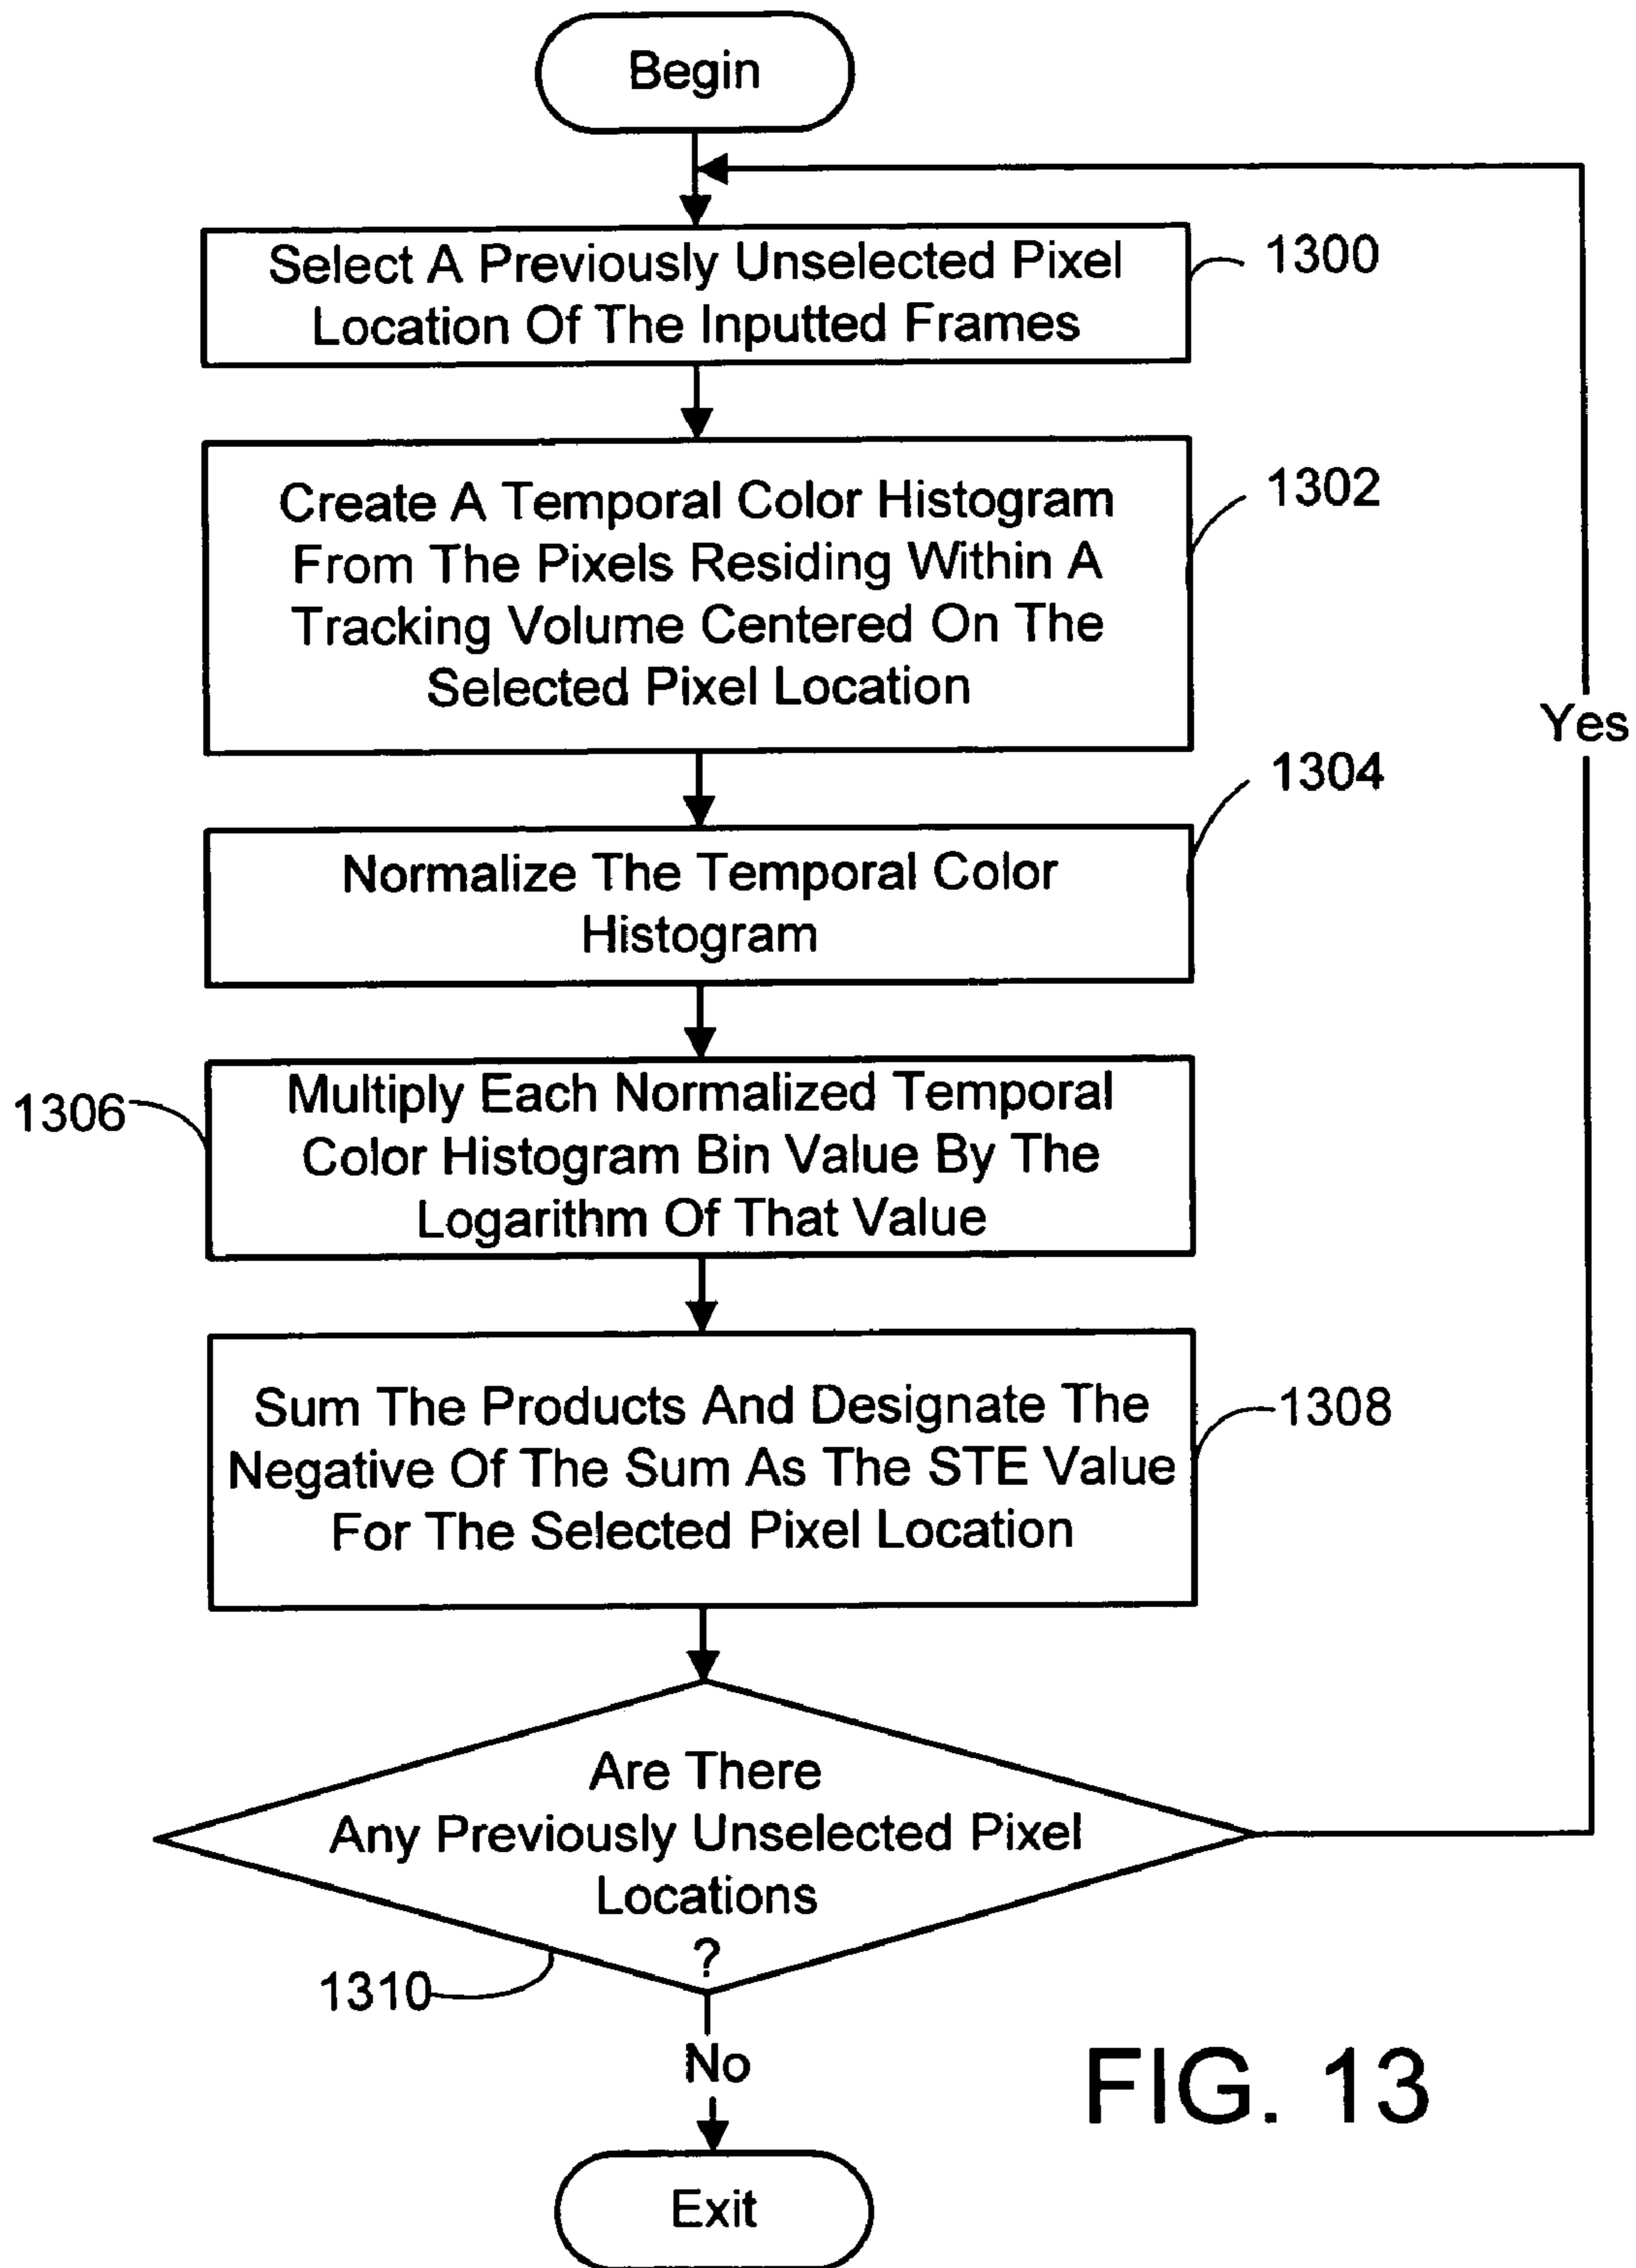 Begin
Select A Previously Unselected Pixel
Location Of The Inputted Frames
1300
Create A Temporal Color Histogram
From The Pixels Residing Within A
Tracking Volume Centered On The
Selected Pixel Location
1302
Yes
1304
Normalize The Temporal Color
Histogram
1306
Multiply Each Normalized Temporal
Color Histogram Bin Value By The
Logarithm Of That Value
Sum The Products And Designate The
Negative Of The Sum As The STE Value
For The Selected Pixel Location
1308
Are There
Any Previously Unselected Pixel
Locations
?
1310
No
FIG. 13
Exit